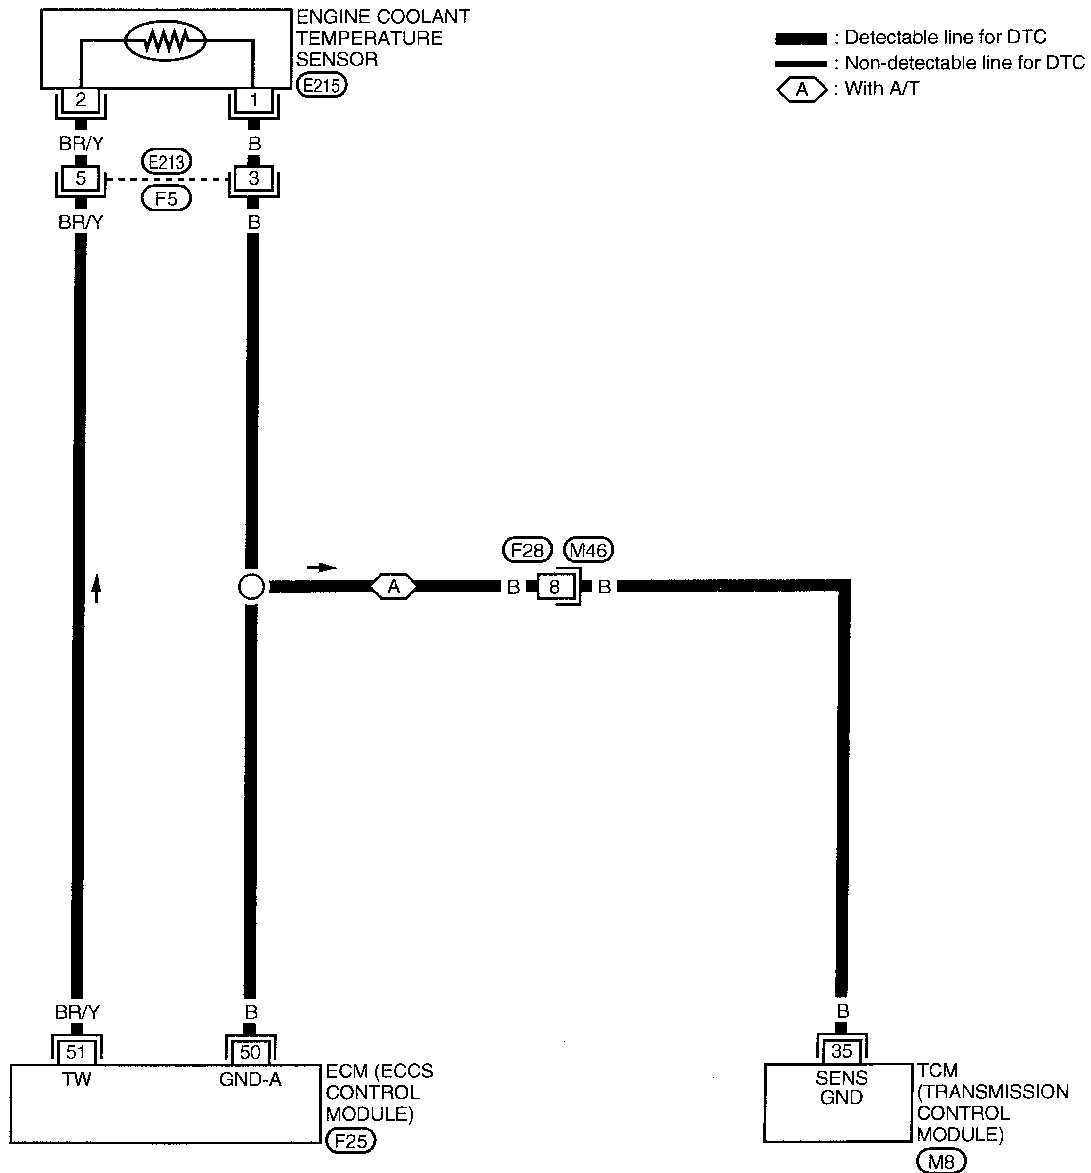 ENGINE COOLANT
TEMPERATURE
SENSOR
E215
: Detectable line for DTC
: Non-detectable line for DTC
A : With A/T
2 1
BR/Y B
E213
5 3
F5
BR/Y B
F28 M46
A B 8 B
BR/Y B B
51 50 35
TW GND-A
ECM (ECCS
CONTROL
MODULE)
F25
SENS
GND
TCM
(TRANSMISSION
CONTROL
MODULE)
M8